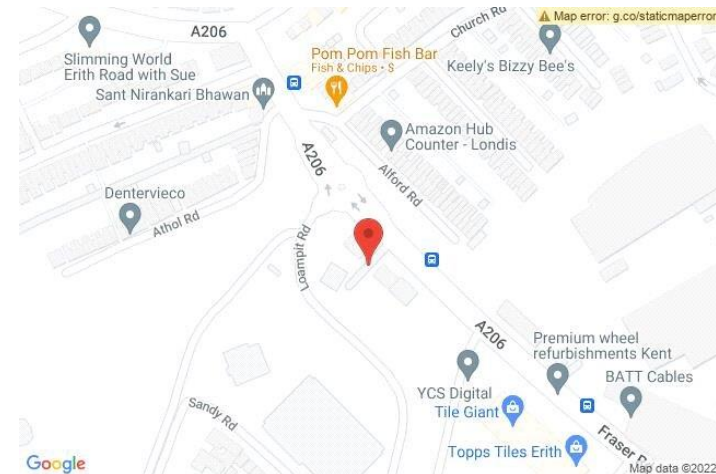 Map error: g.co/staticmaperror
A206
Church Rd
Slimming World
Erith Road with Sue
Pom Pom Fish Bar
Fish & Chips • $
Keely's Bizzy Bee's
Sant Nirankari Bhawan
Amazon Hub
Counter - Londis
A206
Alford Rd
Dentervieco
Athol Rd
Loampit Rd
A206
Premium wheel
refurbishments Kent
BATT Cables
YCS Digital
Tile Giant
Sandy Rd
Topps Tiles Erith
Fraser
Google
Map data ©2022